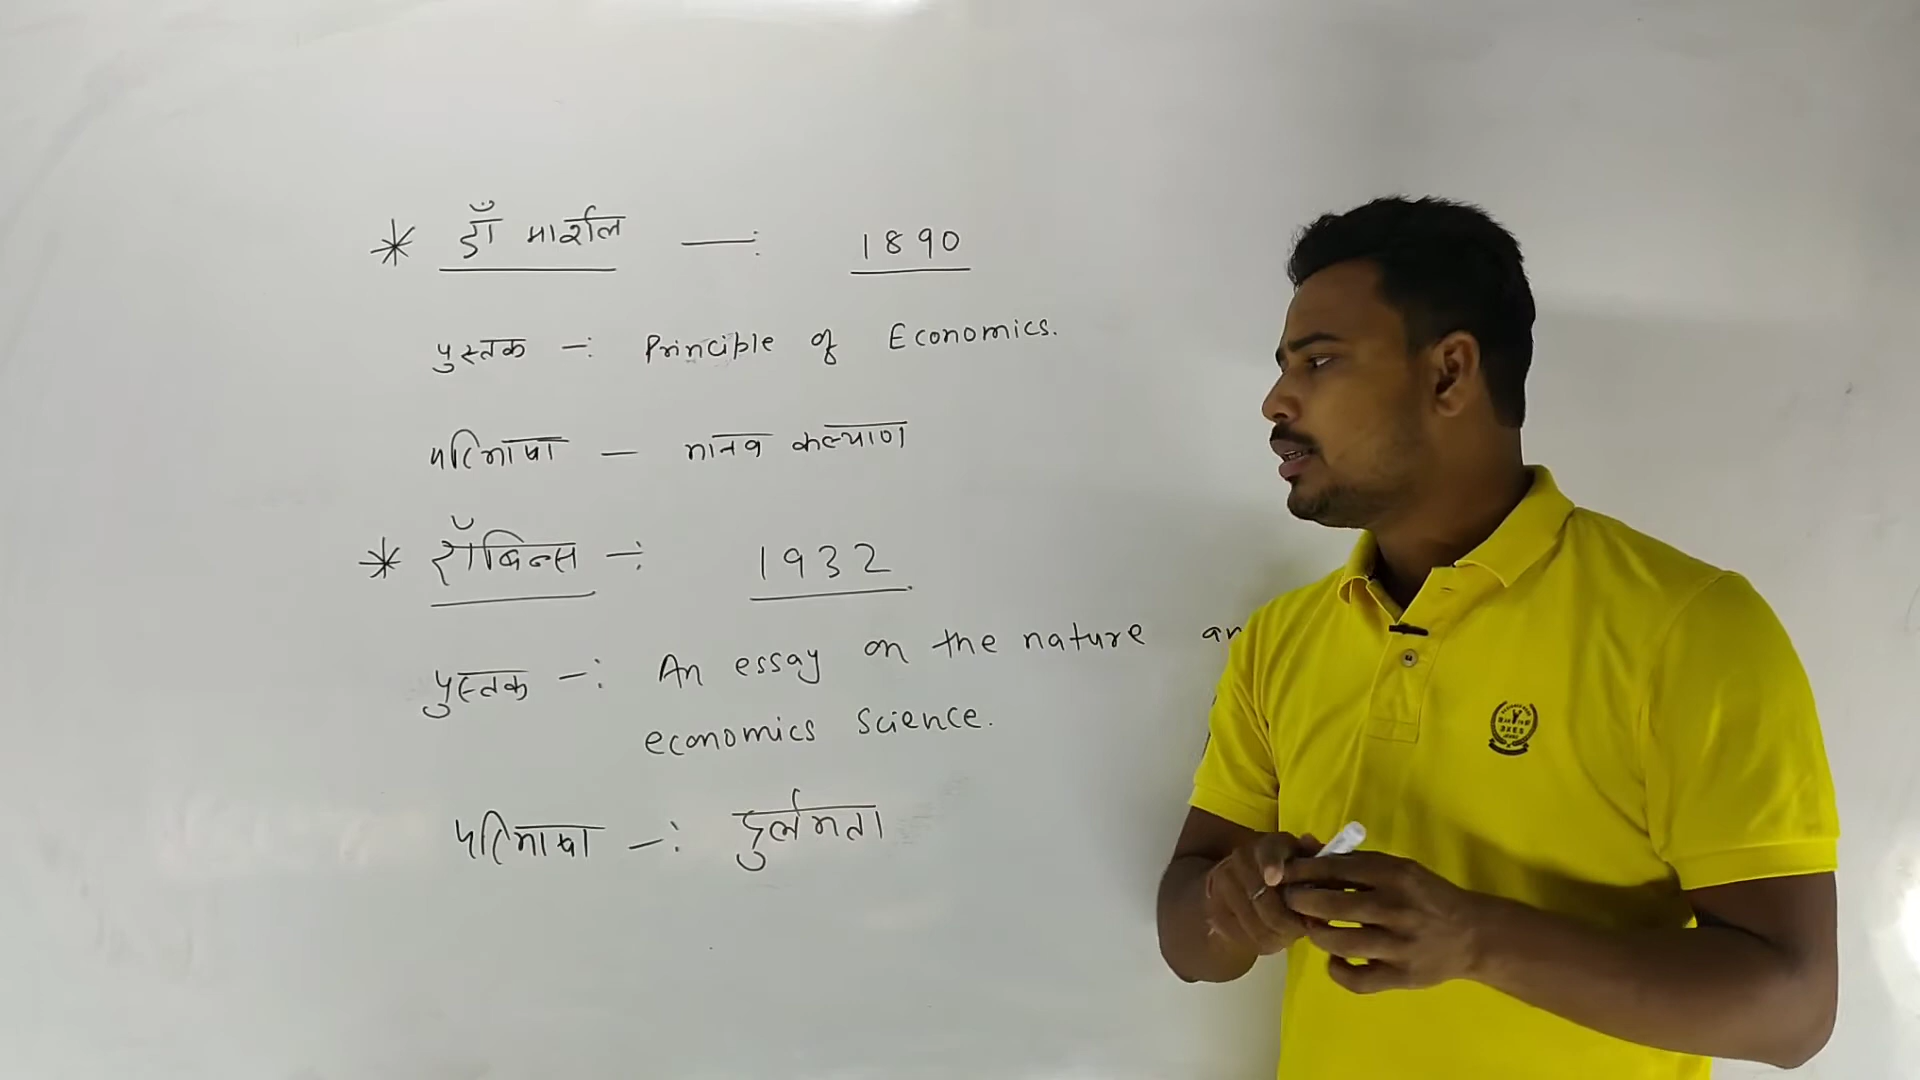 * डॉ मार्शल —: 1890
पुस्तक -: Principle of Economics.
परिभाषा — मानव कल्याण
* रॉबिन्स -: 1932
पुस्तक -: An essay on the nature an
economics science.
परिभाषा -: दुर्लभता